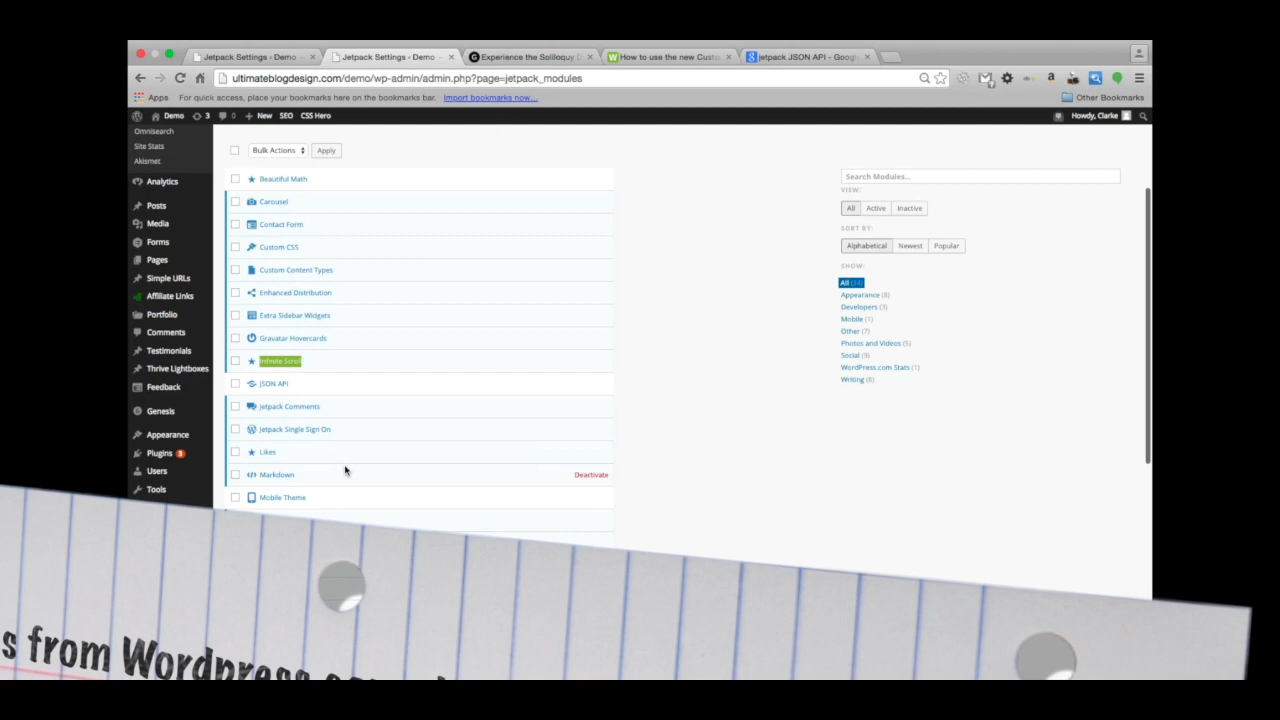 Jetpack Settings ‹ Demo
Jetpack Settings ‹ Demo
Experience the Soliloquy D
How to use the new Custo
jetpack JSON API - Google
ultimateblogdesign.com/demo/wp-admin/admin.php?page=jetpack_modules
Apps For quick access, place your bookmarks here on the bookmarks bar. Import bookmarks now... Other Bookmarks
Demo 3 0 + New SEO CSS Hero Howdy, Clarke
Omnisearch
Site Stats
Akismet
Analytics
Posts
Media
Forms
Pages
Simple URLs
Affiliate Links
Portfolio
Comments
Testimonials
Thrive Lightboxes
Feedback
Genesis
Appearance
Plugins
Users
Tools
Bulk Actions Apply
Beautiful Math
Carousel
Contact Form
Custom CSS
Custom Content Types
Enhanced Distribution
Extra Sidebar Widgets
Gravatar Hovercards
Infinite Scroll
JSON API
Jetpack Comments
Jetpack Single Sign On
Likes
Markdown Deactivate
Mobile Theme
Search Modules...
VIEW:
All Active Inactive
SORT BY:
Alphabetical Newest Popular
SHOW:
All (34)
Appearance (8)
Developers (3)
Mobile (1)
Other (7)
Photos and Videos (5)
Social (9)
WordPress.com Stats (1)
Writing (8)
s from Wordpress